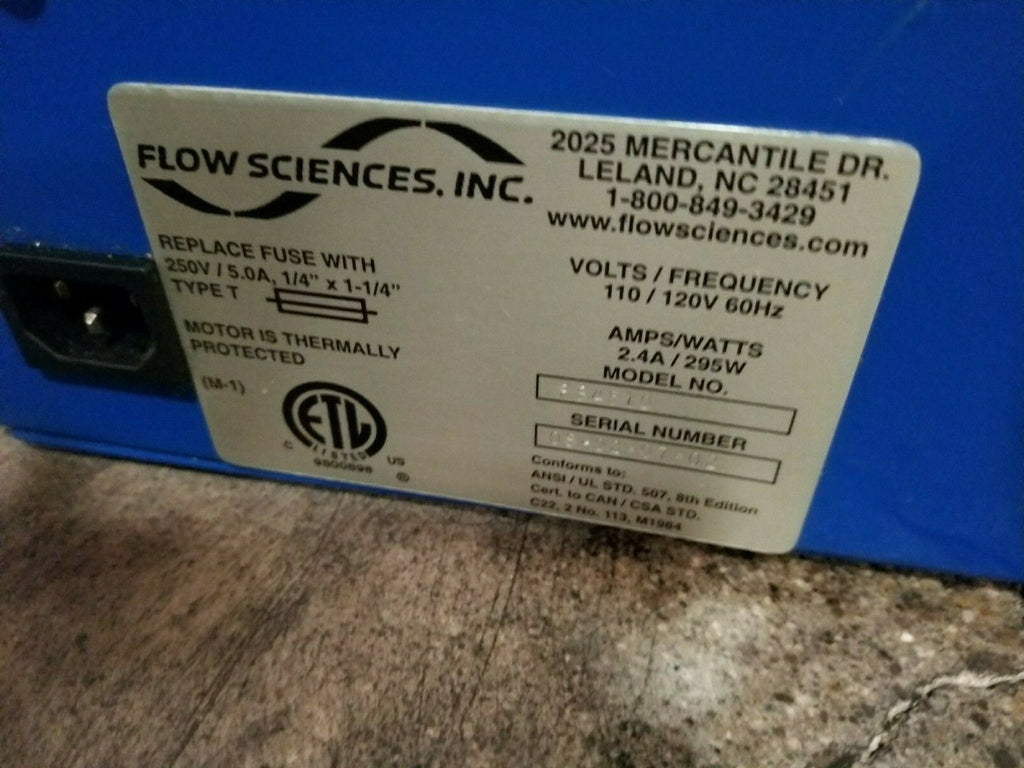 FLOW SCIENCES, INC.
2025 MERCANTILE DR.
LELAND, NC 28451
1-800-849-3429
www.flowsciences.com
REPLACE FUSE WITH
250V / 5.0A, 1/4" x 1-1/4"
TYPE T
MOTOR IS THERMALLY
PROTECTED
(M-1)
ETL
LISTED
C US
9800898
®
VOLTS / FREQUENCY
110 / 120V 60Hz
AMPS/WATTS
2.4A / 295W
MODEL NO.
SERIAL NUMBER
Conforms to:
ANSI / UL STD. 507, 8th Edition
Cert. to CAN / CSA STD.
C22, 2 No. 113, M1984